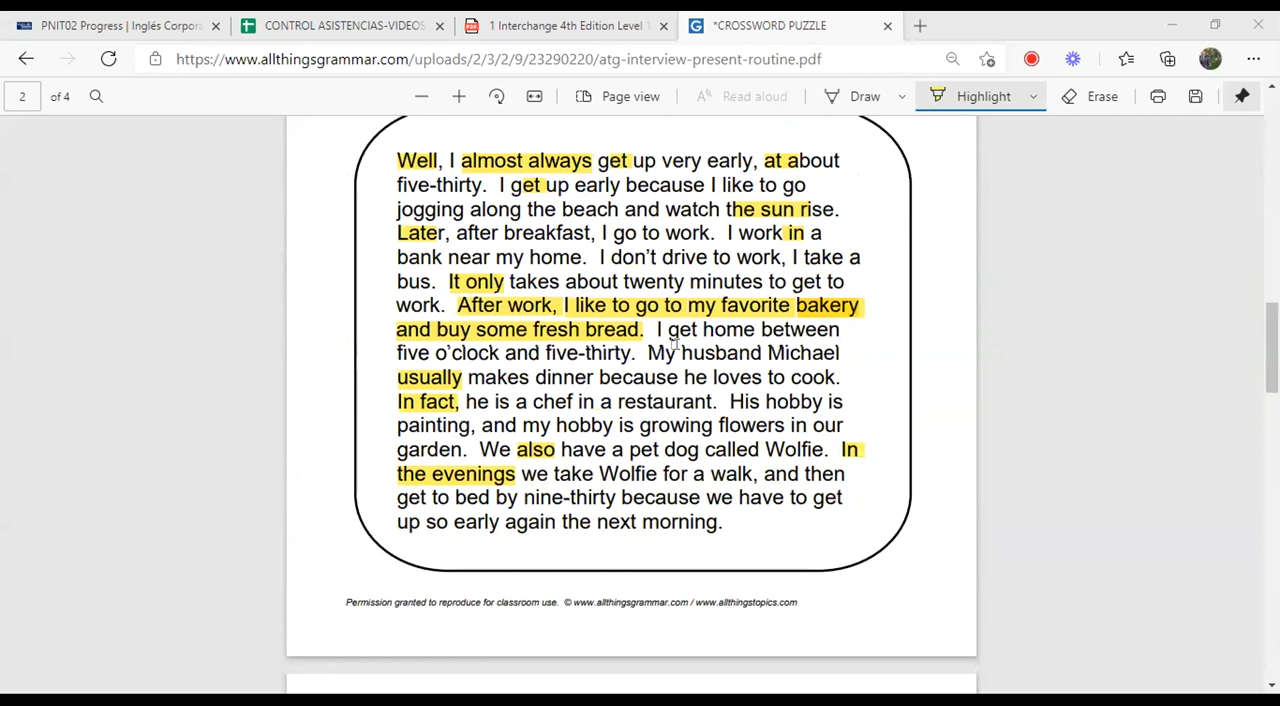 PNIT02 Progress | Inglés Corpora
CONTROL ASISTENCIAS-VIDEOS
1 Interchange 4th Edition Level 1
*CROSSWORD PUZZLE
https://www.allthingsgrammar.com/uploads/2/3/2/9/23290220/atg-interview-present-routine.pdf
2 of 4 Page view Read aloud Draw Highlight Erase
Well, I almost always get up very early, at about
five-thirty. I get up early because I like to go
jogging along the beach and watch the sun rise.
Later, after breakfast, I go to work. I work in a
bank near my home. I don't drive to work, I take a
bus. It only takes about twenty minutes to get to
work. After work, I like to go to my favorite bakery
and buy some fresh bread. I get home between
five o'clock and five-thirty. My husband Michael
usually makes dinner because he loves to cook.
In fact, he is a chef in a restaurant. His hobby is
painting, and my hobby is growing flowers in our
garden. We also have a pet dog called Wolfie. In
the evenings we take Wolfie for a walk, and then
get to bed by nine-thirty because we have to get
up so early again the next morning.
Permission granted to reproduce for classroom use. © www.allthingsgrammar.com / www.allthingstopics.com